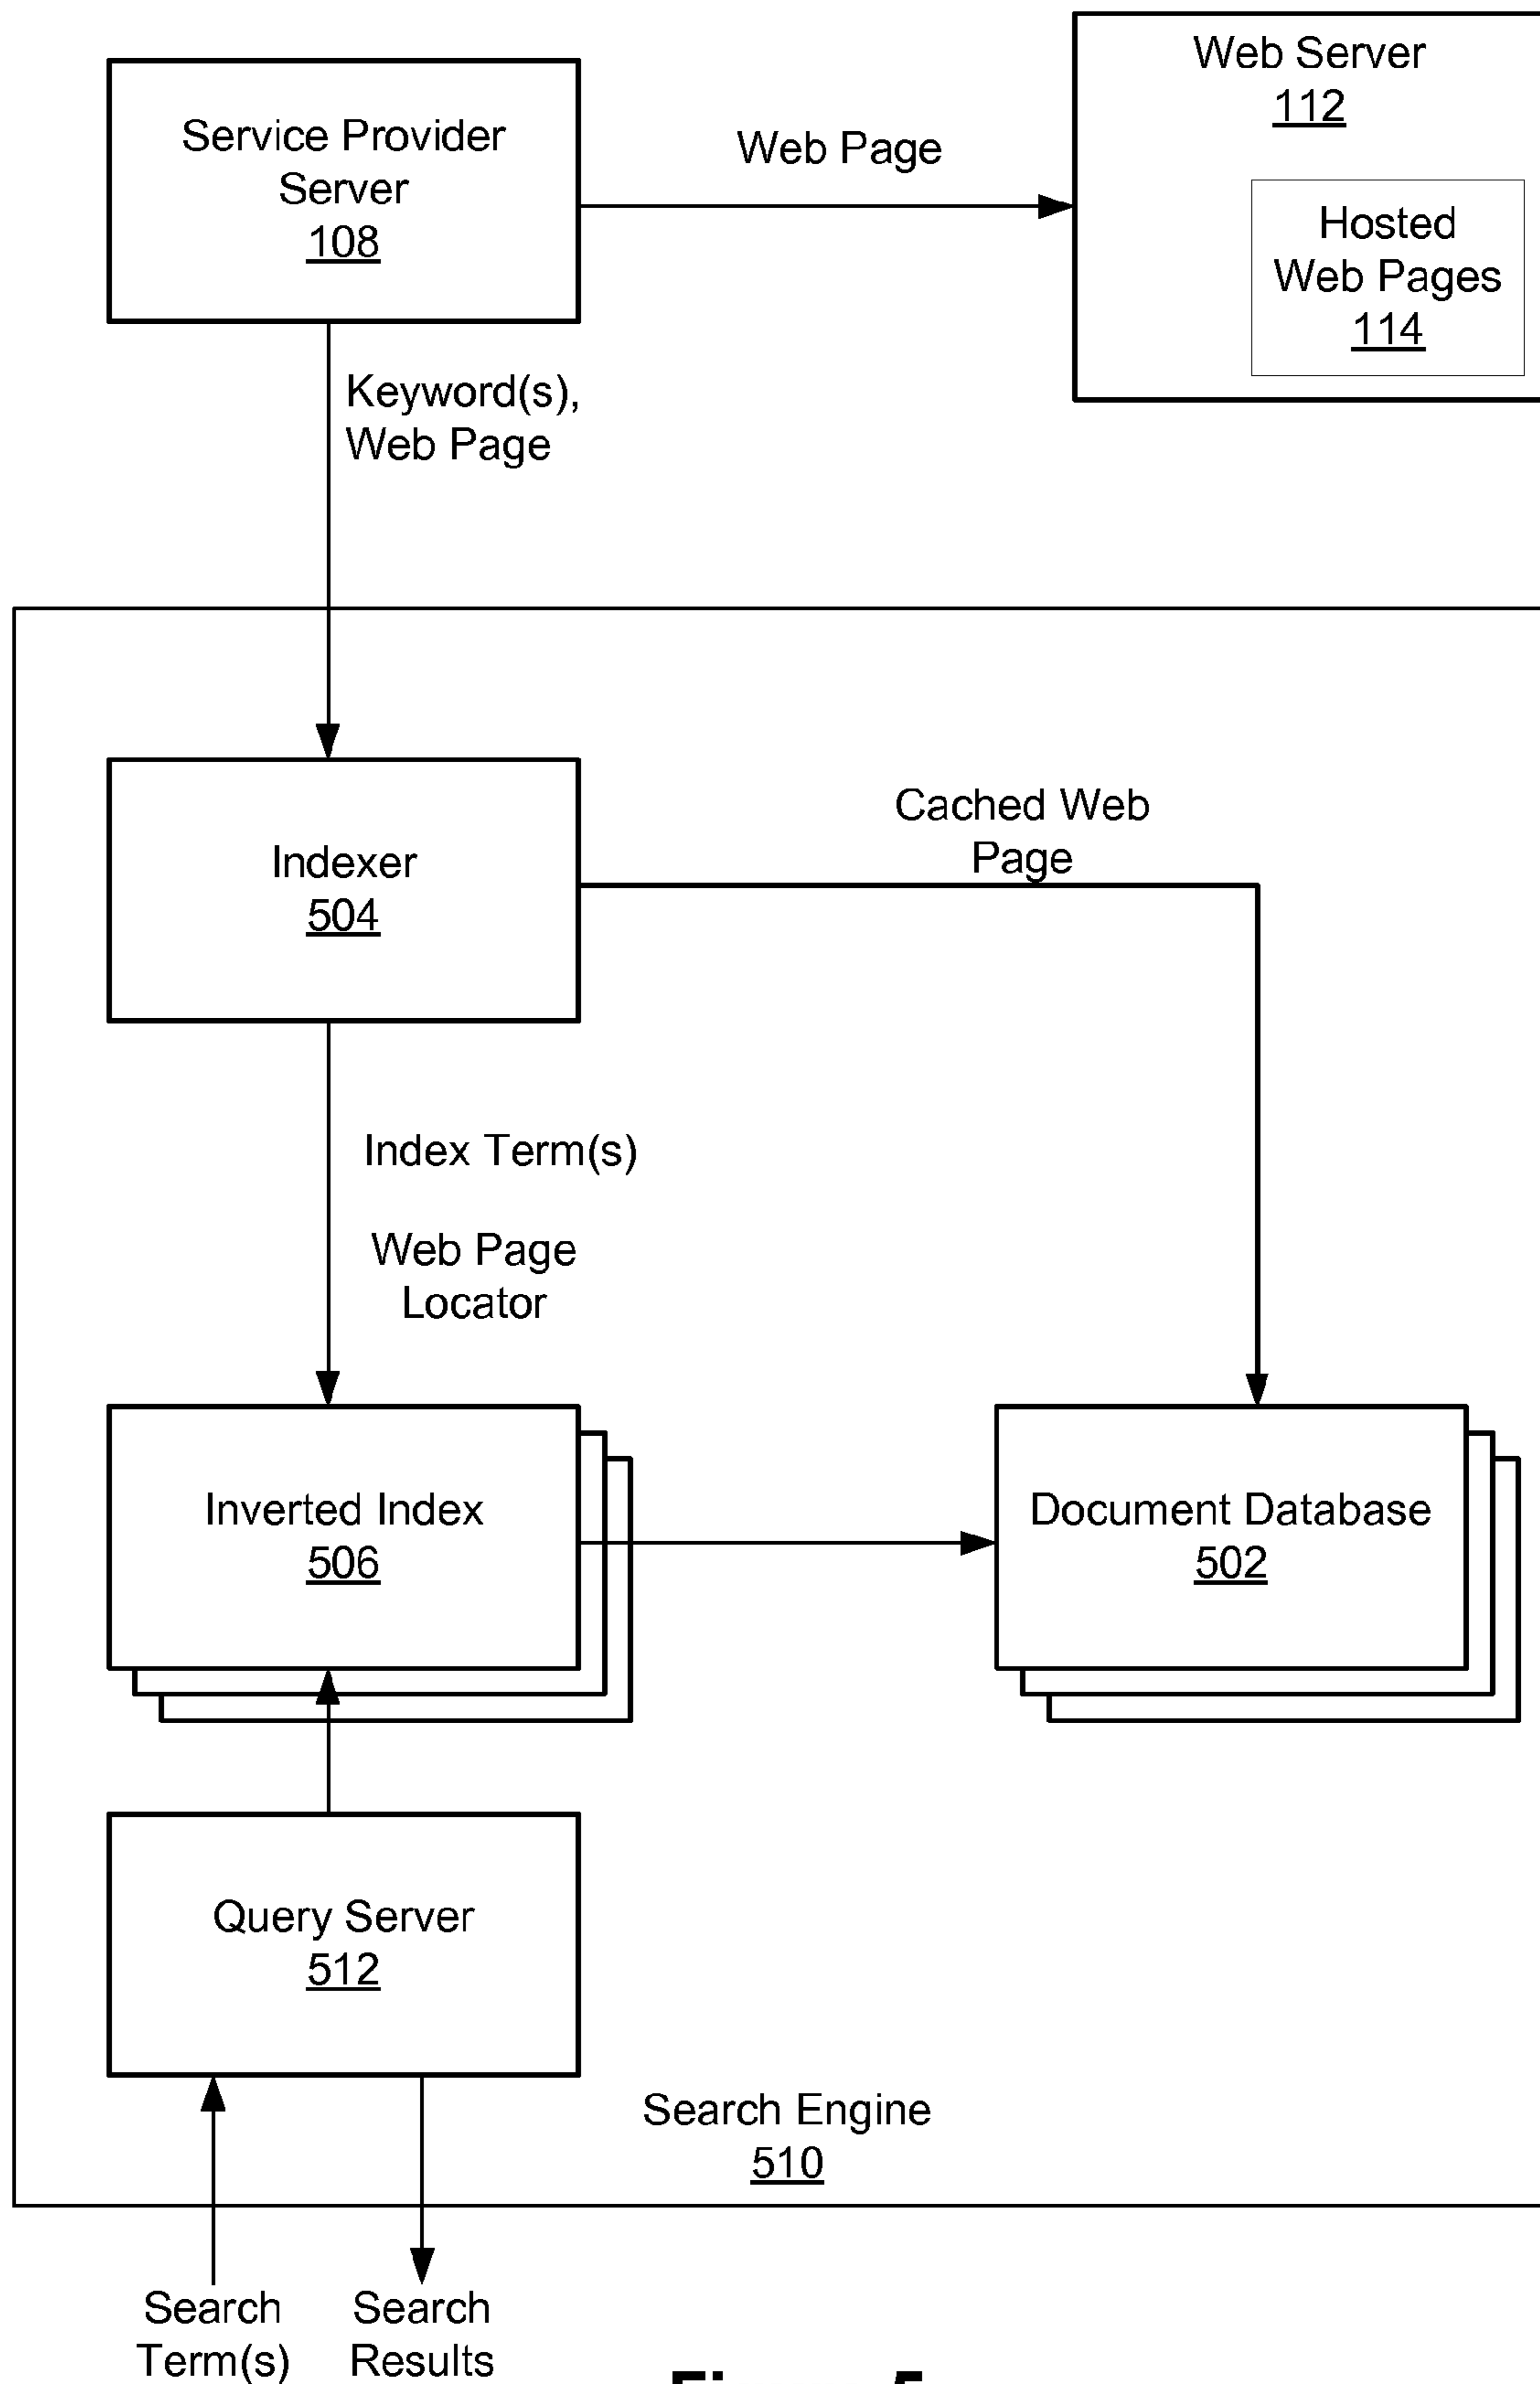 Service Provider
Server
108
Web Page
Web Server
112
Hosted
Web Pages
114
Keyword(s),
Web Page
Indexer
504
Cached Web
Page
Index Term(s)
Web Page
Locator
Inverted Index
506
Document Database
502
Query Server
512
Search Engine
510
Search
Term(s)
Search
Results